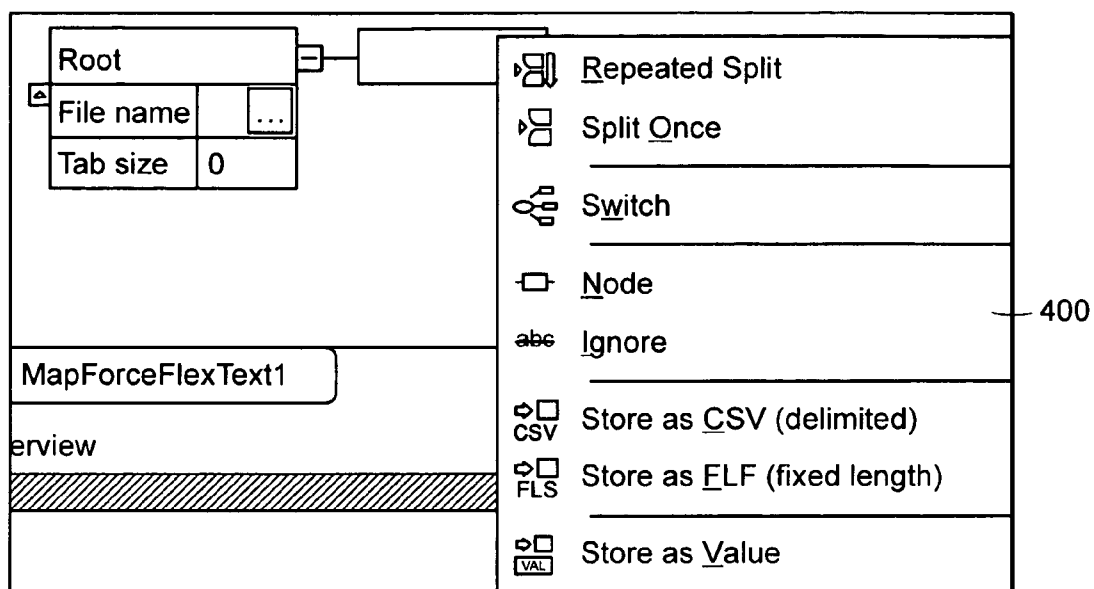 Root
File name ...
Tab size 0
Repeated Split
Split Once
Switch
Node
400
abc Ignore
MapForceFlexText1
erview
CSV Store as CSV (delimited)
FLS Store as FLF (fixed length)
VAL Store as Value